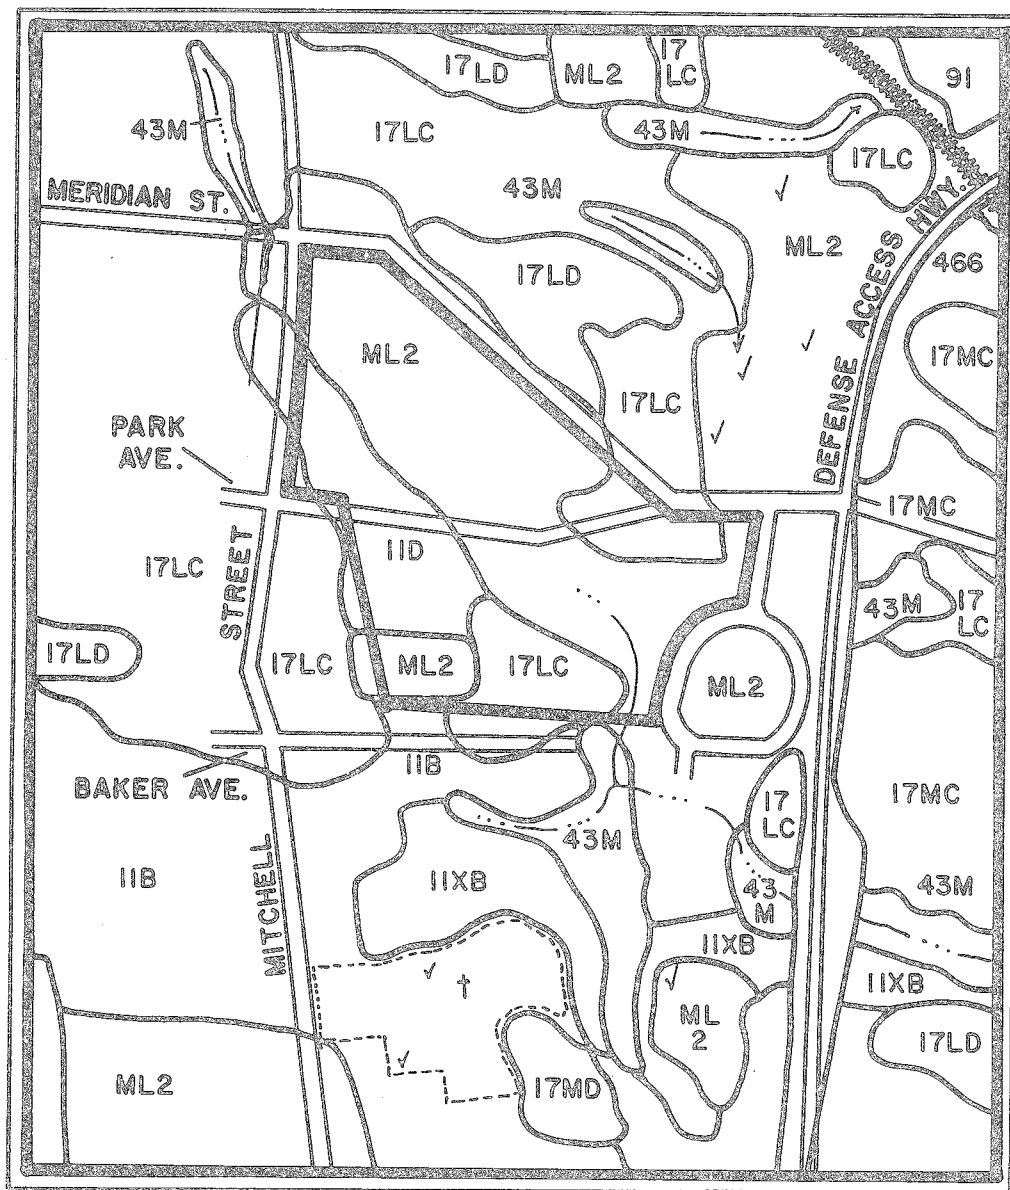 17LD
ML2
17
LC
91
43M
17LC
43M
17LC
MERIDIAN ST.
43M
ML2
DEFENSE ACCESS HWY.
466
17LD
ML2
17MC
17LC
PARK
AVE.
17MC
11D
17LC
STREET
43M
17
LC
17LD
17LC
ML2
17LC
ML2
11B
BAKER AVE.
17
LC
17MC
43M
MITCHELL
11B
11XB
43
M
43M
11XB
11XB
ML
2
17LD
ML2
17MD